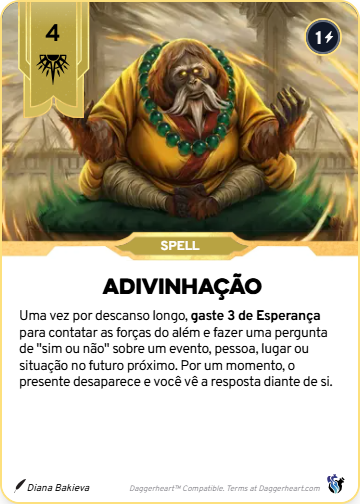 4
1
SPELL
ADIVINHAÇÃO
Uma vez por descanso longo, gaste 3 de Esperança
para contatar as forças do além e fazer uma pergunta
de "sim ou não" sobre um evento, pessoa, lugar ou
situação no futuro próximo. Por um momento, o
presente desaparece e você vê a resposta diante de si.
Diana Bakieva
Daggerheart™ Compatible. Terms at Daggerheart.com